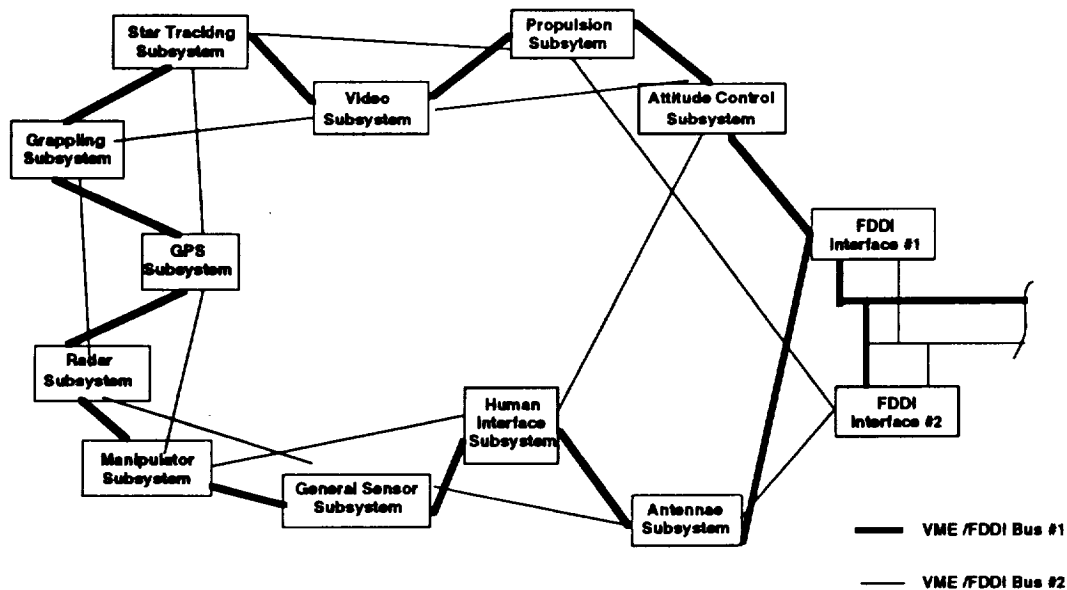 Star Tracking
Subsystem
Propulsion
Subsytem
Video
Subsystem
Attitude Control
Subsystem
Grappling
Subsystem
GPS
Subsystem
FDDI
Interface #1
Radar
Subsystem
Human
Interface
Subsystem
FDDI
Interface #2
Manipulator
Subsystem
General Sensor
Subsystem
Antennae
Subsystem
VME /FDDI Bus #1
VME /FDDI Bus #2